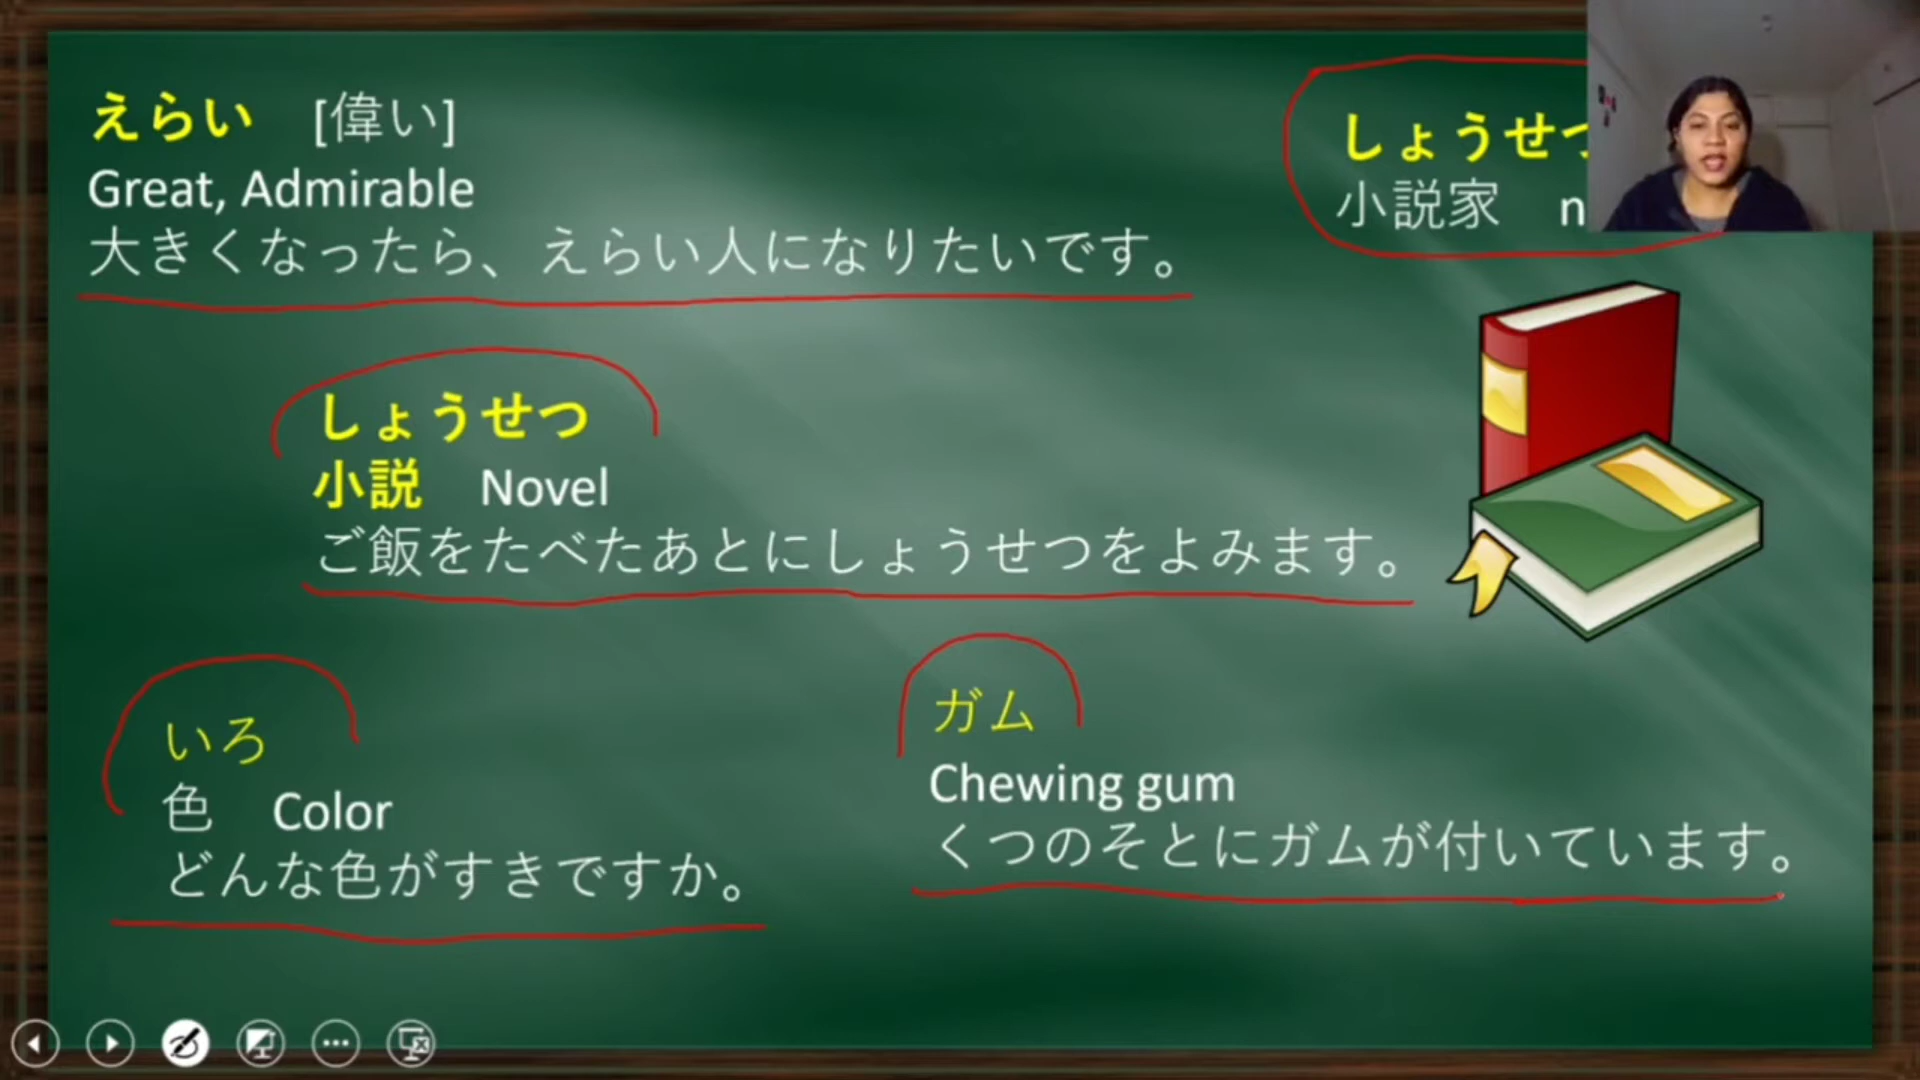 えらい [偉い]
Great, Admirable
大きくなったら、えらい人になりたいです。
しょうせつ
小説家 n
しょうせつ
小説 Novel
ご飯をたべたあとにしょうせつをよみます。
いろ
色 Color
どんな色がすきですか。
ガム
Chewing gum
くつのそとにガムが付いています。